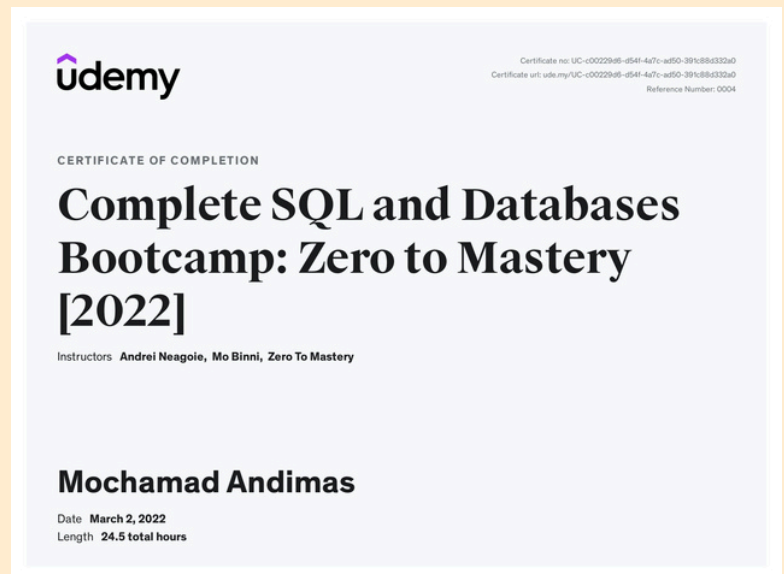 udemy
Certificate no: UC-c00229d6-d54f-4a7c-ad50-391c88d332a0
Certificate url: ude.my/UC-c00229d6-d54f-4a7c-ad50-391c88d332a0
Reference Number: 0004
CERTIFICATE OF COMPLETION
Complete SQL and Databases
Bootcamp: Zero to Mastery
[2022]
Instructors Andrei Neagoie, Mo Binni, Zero To Mastery
Mochamad Andimas
Date March 2, 2022
Length 24.5 total hours